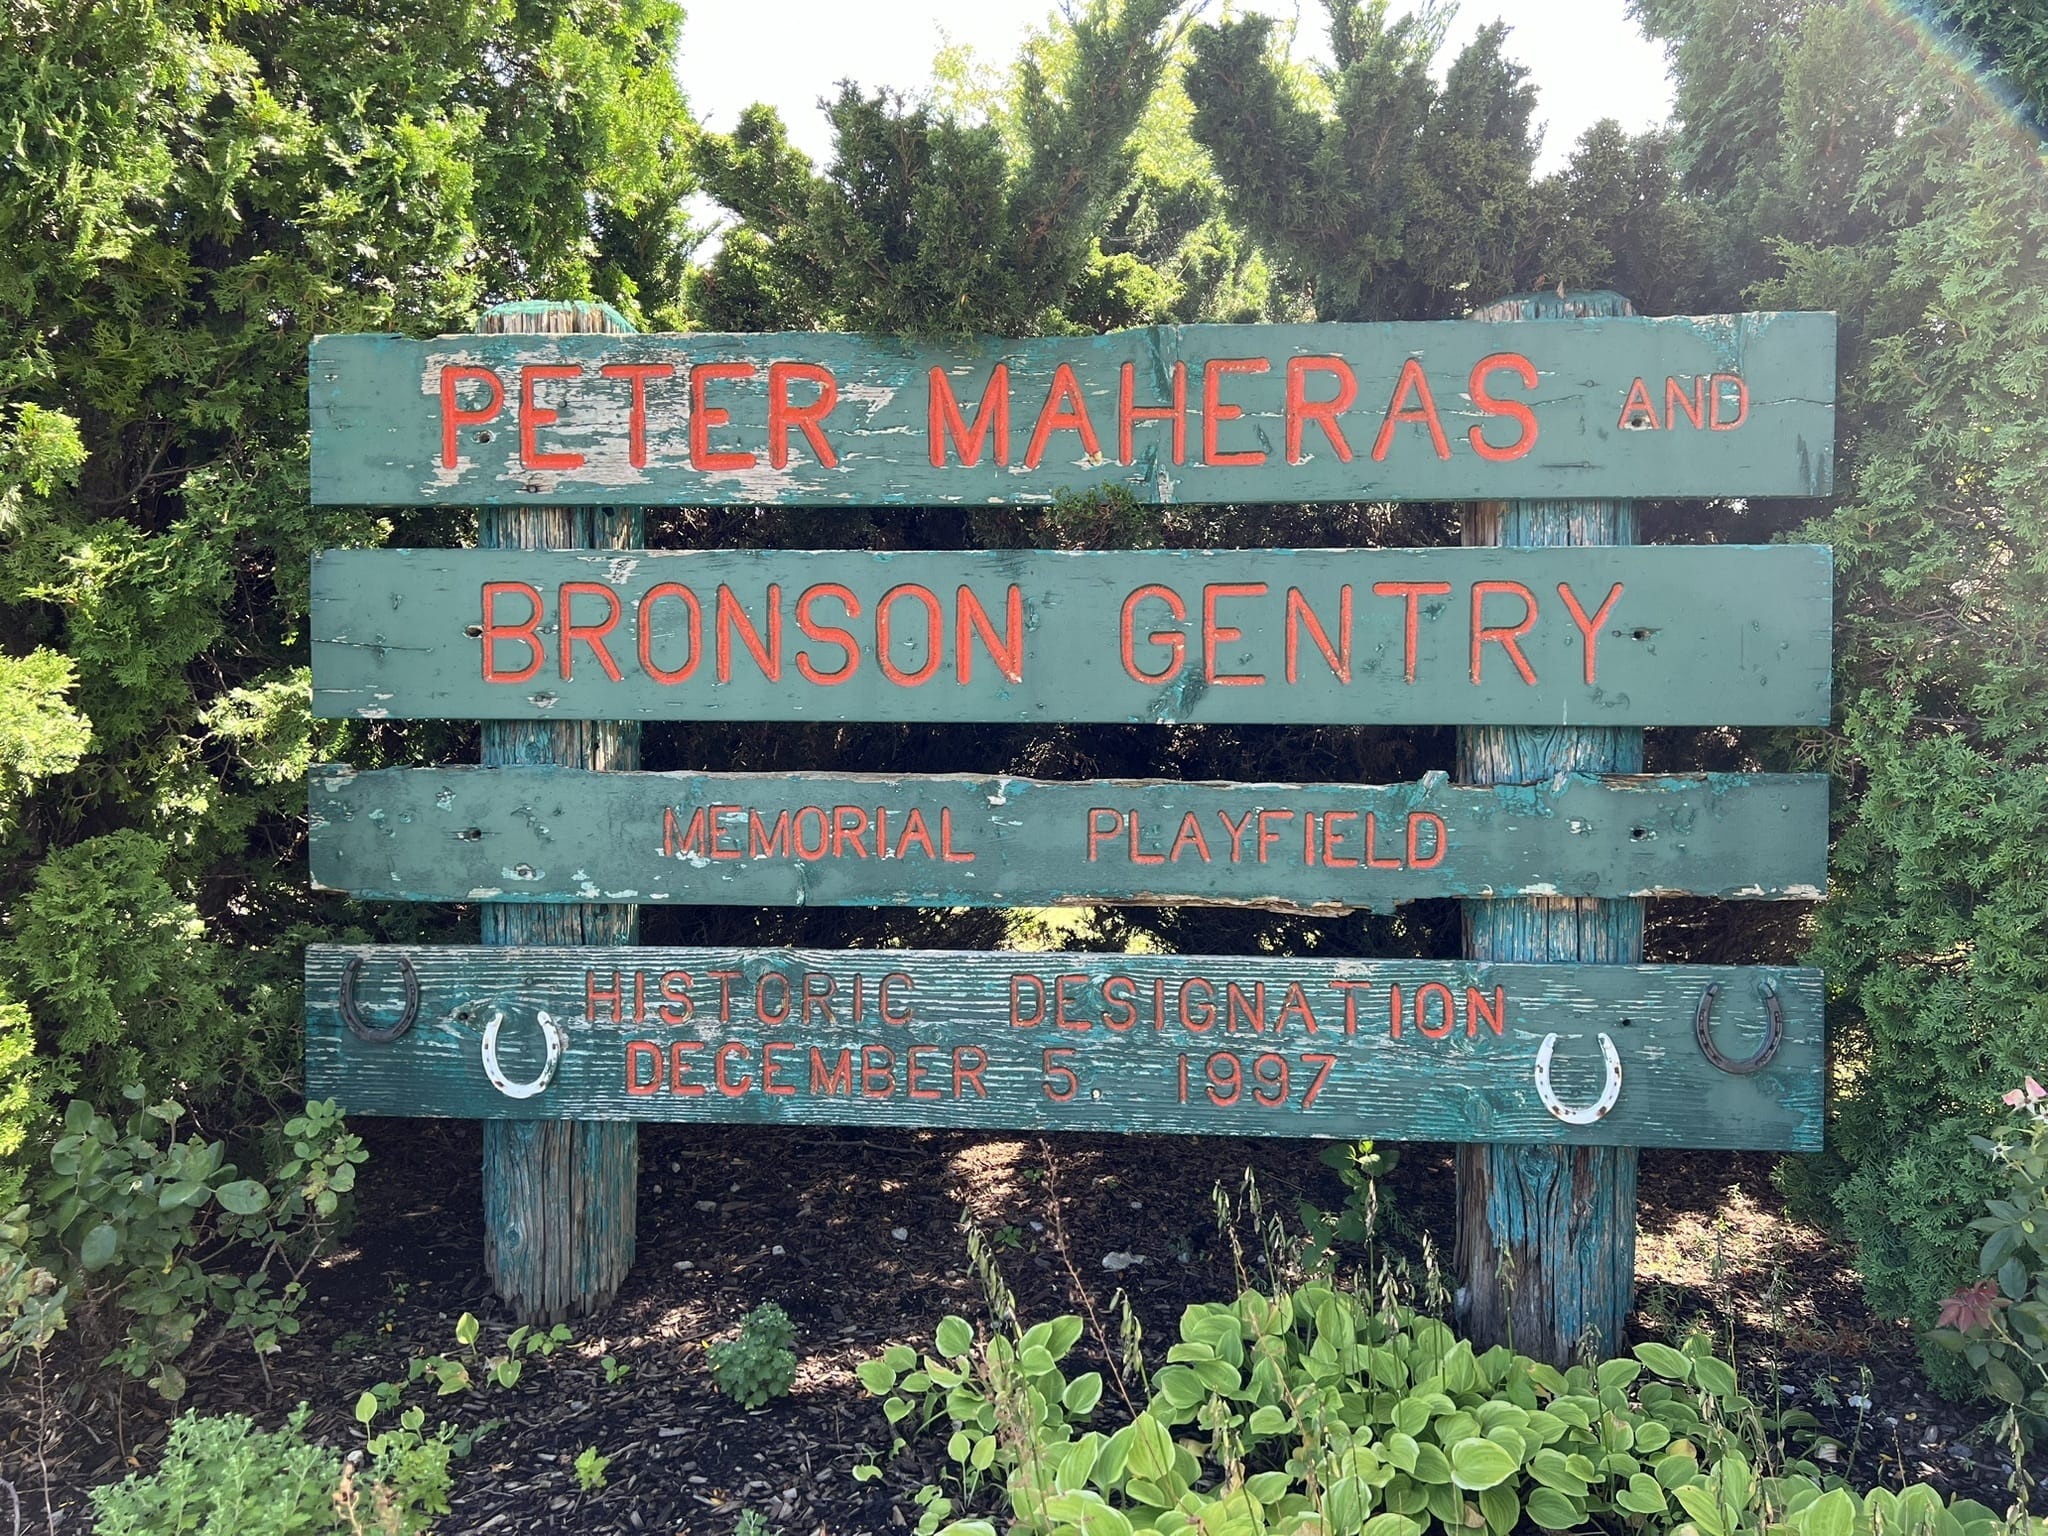 PETER MAHERAS AND
BRONSON GENTRY
MEMORIAL PLAYFIELD
HISTORIC DESIGNATION
DECEMBER 5, 1997